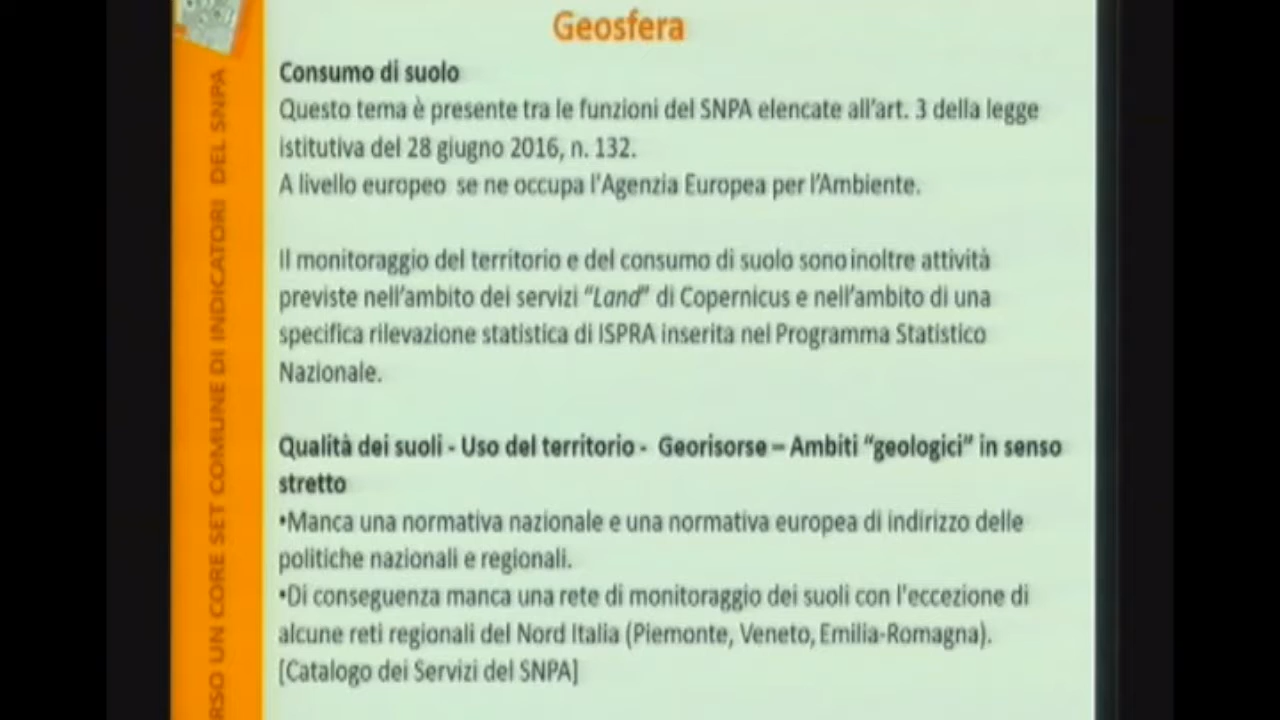 Geosfera
Consumo di suolo
Questo tema è presente tra le funzioni del SNPA elencate all'art. 3 della legge
istitutiva del 28 giugno 2016, n. 132.
A livello europeo se ne occupa l'Agenzia Europea per l'Ambiente.
Il monitoraggio del territorio e del consumo di suolo sono inoltre attività
previste nell'ambito dei servizi "Land" di Copernicus e nell'ambito di una
specifica rilevazione statistica di ISPRA inserita nel Programma Statistico
Nazionale.
Qualità dei suoli - Uso del territorio - Georisorse – Ambiti "geologici" in senso
stretto
•Manca una normativa nazionale e una normativa europea di indirizzo delle
politiche nazionali e regionali.
•Di conseguenza manca una rete di monitoraggio dei suoli con l'eccezione di
alcune reti regionali del Nord Italia (Piemonte, Veneto, Emilia-Romagna).
[Catalogo dei Servizi del SNPA]
RSO UN CORE SET COMUNE DI INDICATORI DEL SNPA